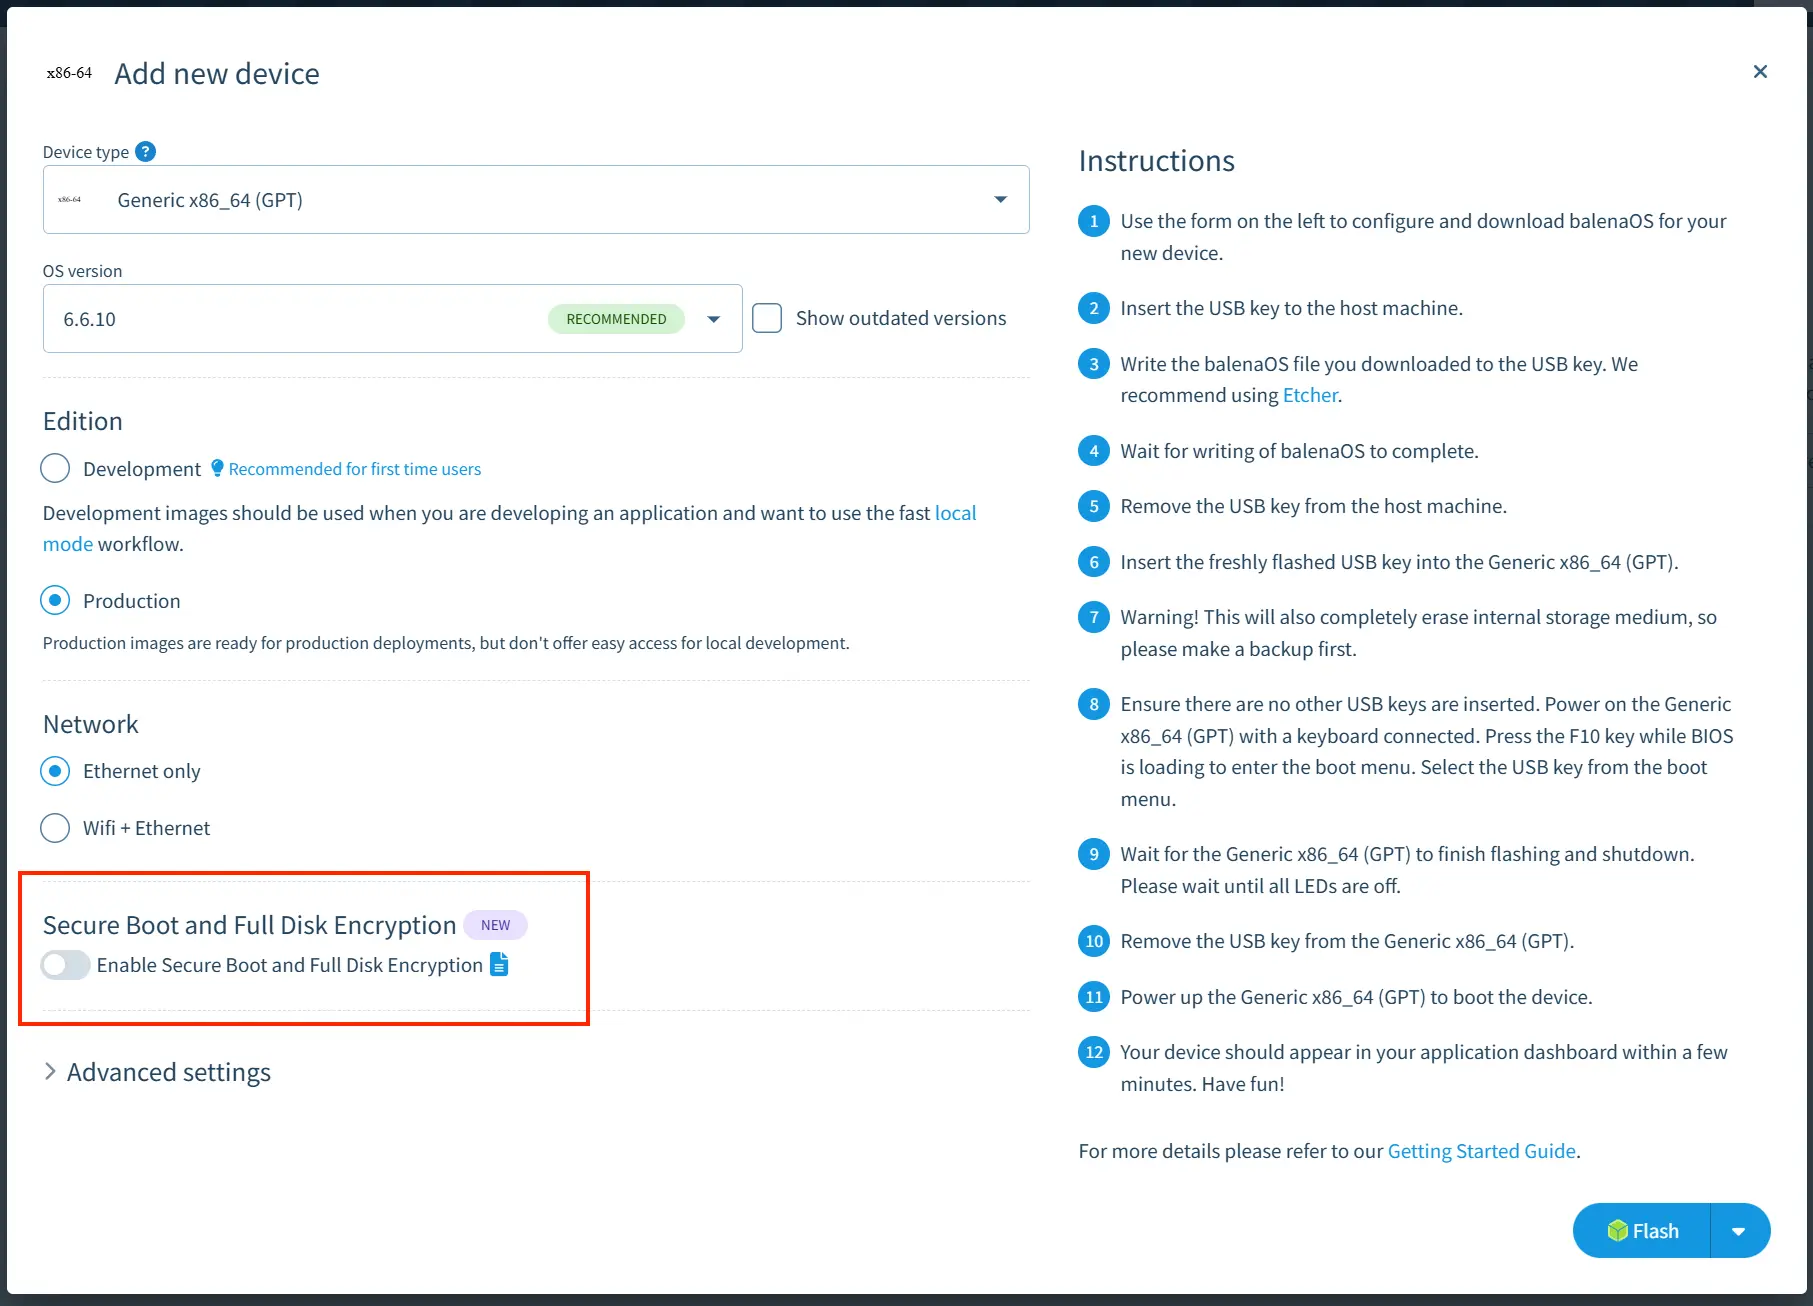 x86-64 Add new device
Device type ?
x86-64 Generic x86_64 (GPT)
OS version
6.6.10 RECOMMENDED Show outdated versions
Edition
Development Recommended for first time users
Development images should be used when you are developing an application and want to use the fast local
mode workflow.
Production
Production images are ready for production deployments, but don't offer easy access for local development.
Network
Ethernet only
Wifi + Ethernet
Secure Boot and Full Disk Encryption NEW
Enable Secure Boot and Full Disk Encryption
Advanced settings
Instructions
1 Use the form on the left to configure and download balenaOS for your
new device.
2 Insert the USB key to the host machine.
3 Write the balenaOS file you downloaded to the USB key. We
recommend using Etcher.
4 Wait for writing of balenaOS to complete.
5 Remove the USB key from the host machine.
6 Insert the freshly flashed USB key into the Generic x86_64 (GPT).
7 Warning! This will also completely erase internal storage medium, so
please make a backup first.
8 Ensure there are no other USB keys are inserted. Power on the Generic
x86_64 (GPT) with a keyboard connected. Press the F10 key while BIOS
is loading to enter the boot menu. Select the USB key from the boot
menu.
9 Wait for the Generic x86_64 (GPT) to finish flashing and shutdown.
Please wait until all LEDs are off.
10 Remove the USB key from the Generic x86_64 (GPT).
11 Power up the Generic x86_64 (GPT) to boot the device.
12 Your device should appear in your application dashboard within a few
minutes. Have fun!
For more details please refer to our Getting Started Guide.
Flash